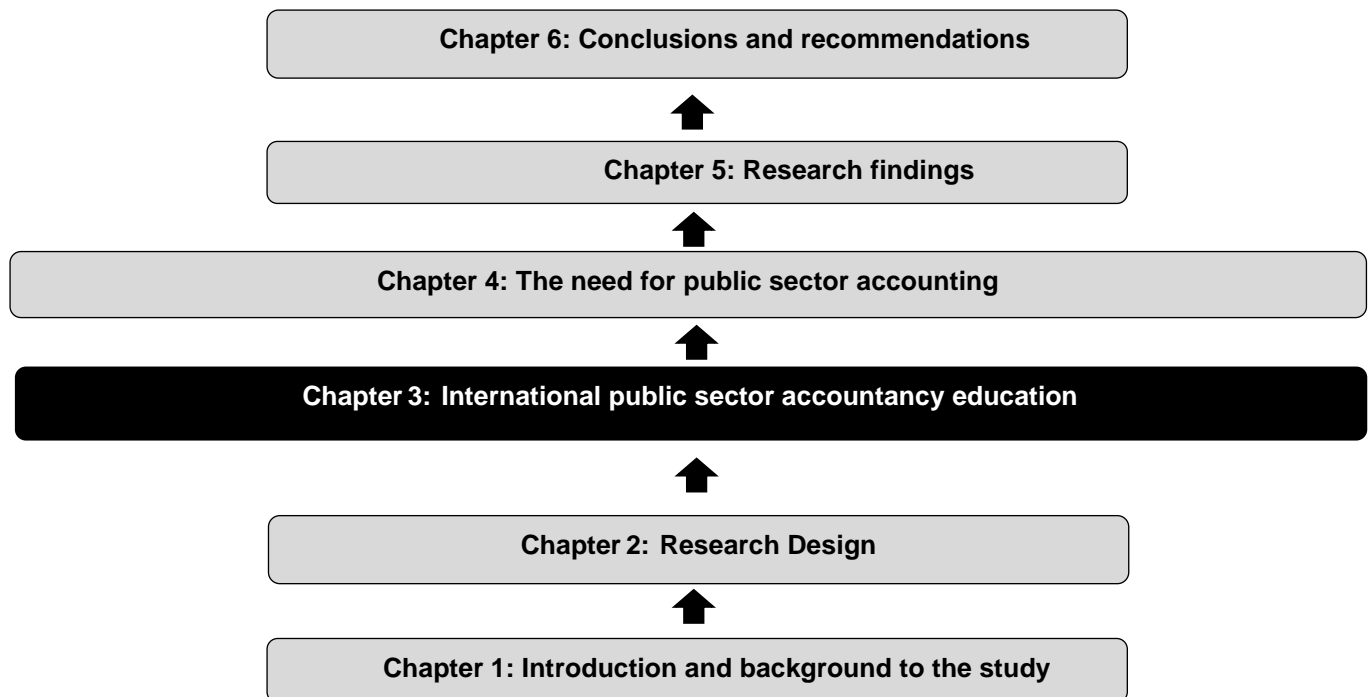 Chapter 6: Conclusions and recommendations
Chapter 5: Research findings
Chapter 4: The need for public sector accounting
Chapter 3: International public sector accountancy education
Chapter 2: Research Design
Chapter 1: Introduction and background to the study